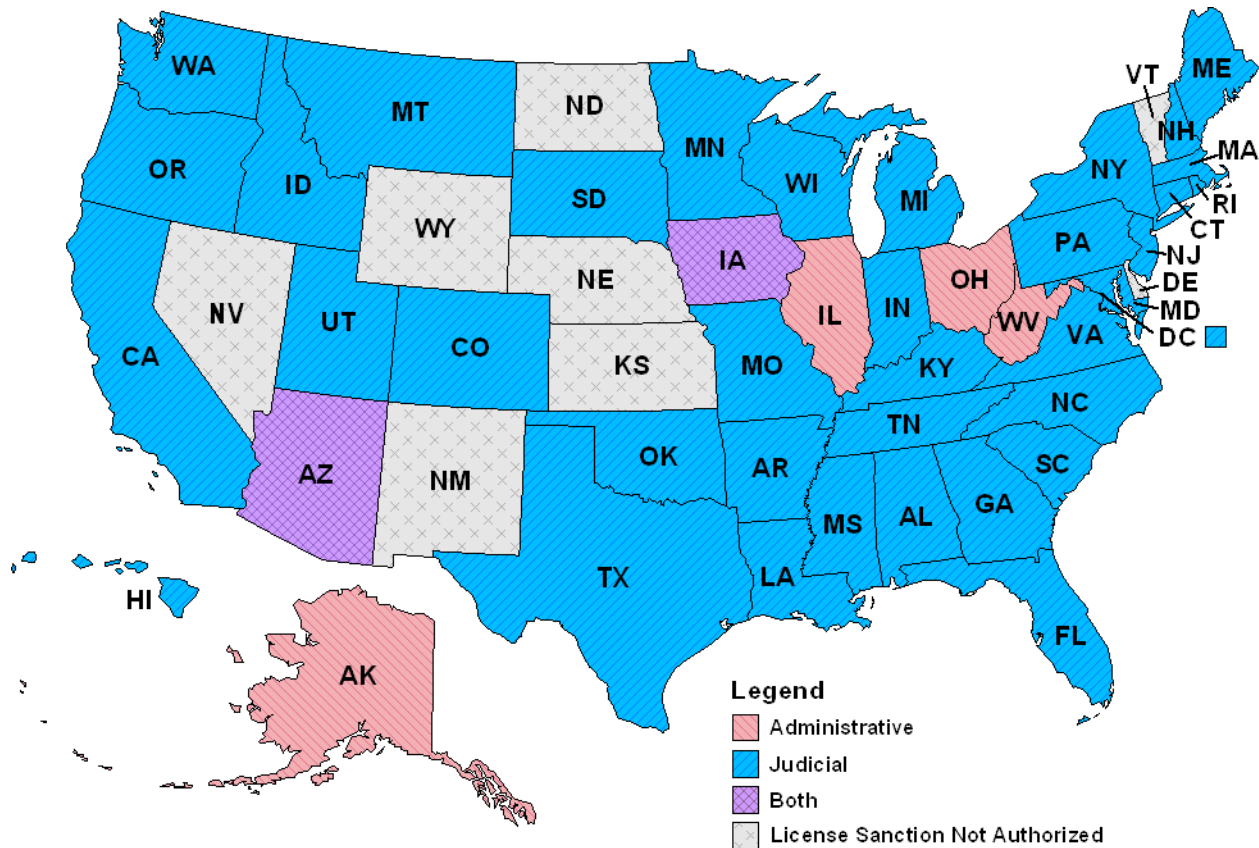 WA
MT
ND
MN
VT
ME
NH
OR
ID
SD
WI
MI
NY
MA
RI
WY
CT
IA
PA
NE
NJ
OH
DE
NV
UT
IL
IN
MD
WV
CA
CO
KS
MO
VA
DC
KY
NC
TN
AZ
NM
OK
AR
SC
MS
AL
GA
TX
LA
HI
FL
AK
Legend
Administrative
Judicial
Both
License Sanction Not Authorized